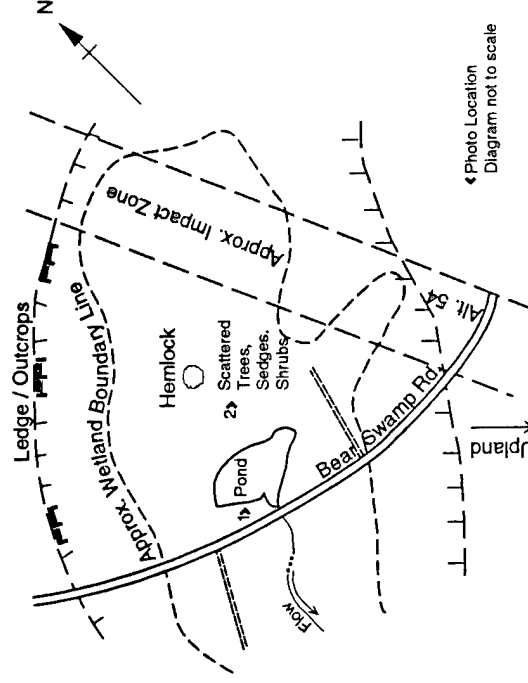 N
Ledge / Outcrops
Approx. Wetland Boundary Line
Approx. Impact Zone
Hemlock
2 Scattered
Trees,
Sedges,
Shrubs
1 Pond
Bear Swamp Rd.
Alt. 54
Flow
Upland
Photo Location
Diagram not to scale